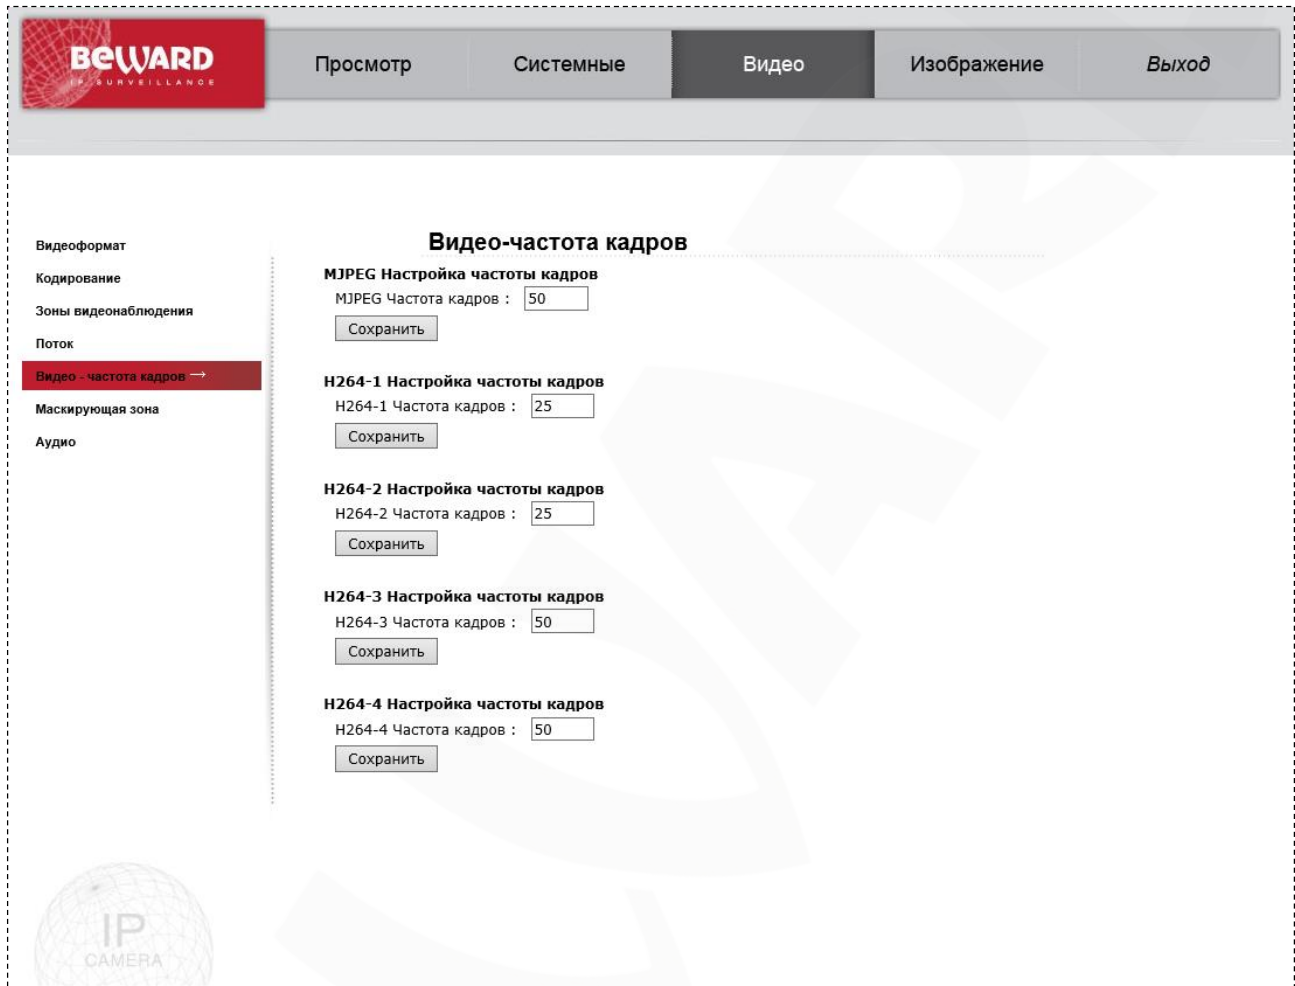 BEWARD
IP SURVEILLANCE
Просмотр Системные Видео Изображение Выход
Видеоформат
Кодирование
Зоны видеонаблюдения
Поток
Видео - частота кадров →
Маскирующая зона
Аудио
Видео-частота кадров
MJPEG Настройка частоты кадров
MJPEG Частота кадров : 50
Сохранить
H264-1 Настройка частоты кадров
H264-1 Частота кадров : 25
Сохранить
H264-2 Настройка частоты кадров
H264-2 Частота кадров : 25
Сохранить
H264-3 Настройка частоты кадров
H264-3 Частота кадров : 50
Сохранить
H264-4 Настройка частоты кадров
H264-4 Частота кадров : 50
Сохранить
IP
CAMERA